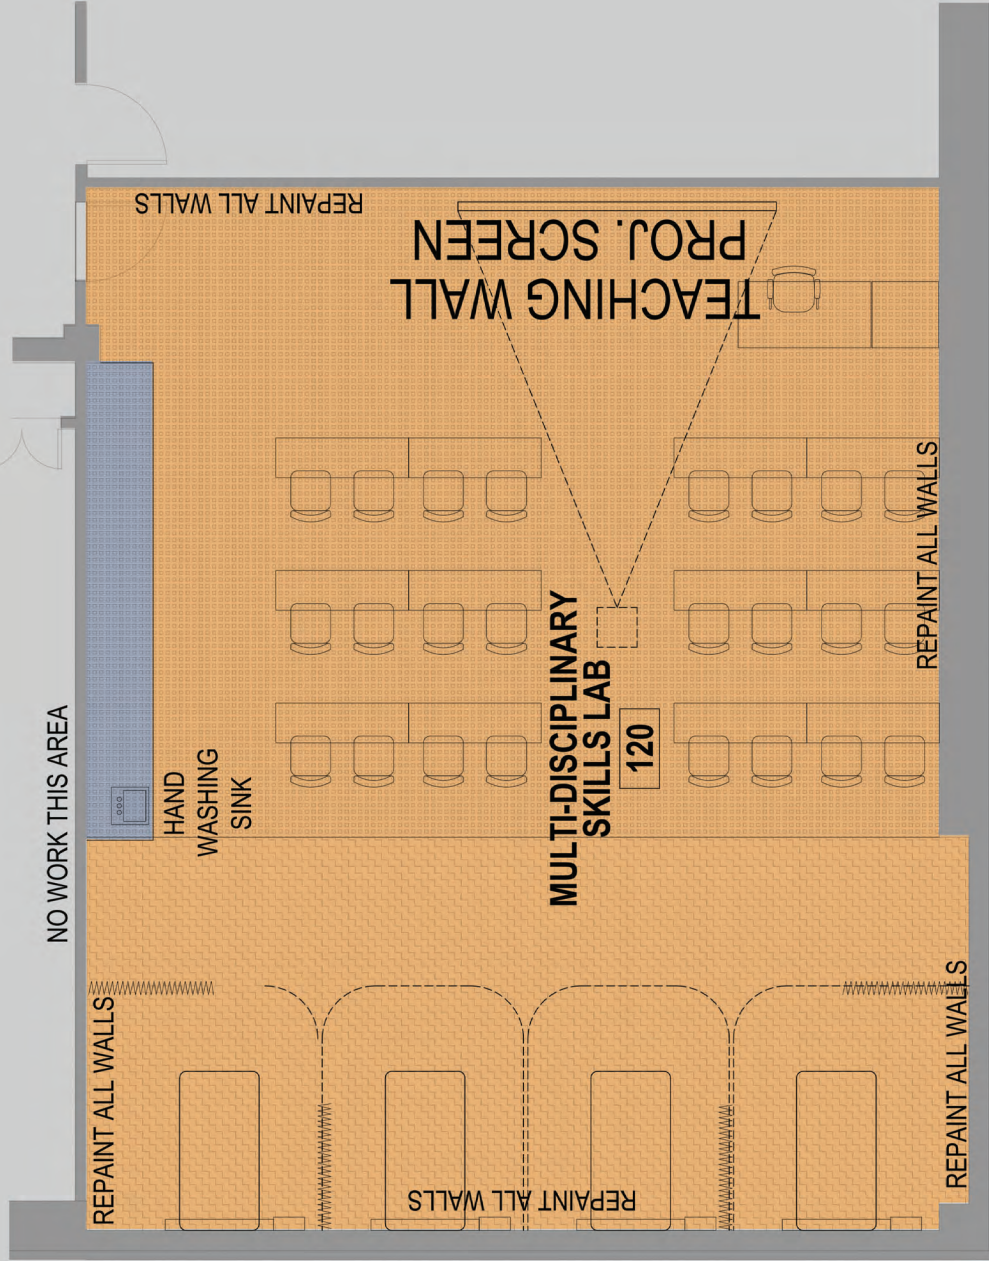 REPAINT ALL WALLS
PROJ. SCREEN
TEACHING WALL
REPAINT ALL WALLS
NO WORK THIS AREA
HAND
WASHING
SINK
MULTI-DISCIPLINARY
SKILLS LAB
120
REPAINT ALL WALLS
REPAINT ALL WALLS
REPAINT ALL WALLS